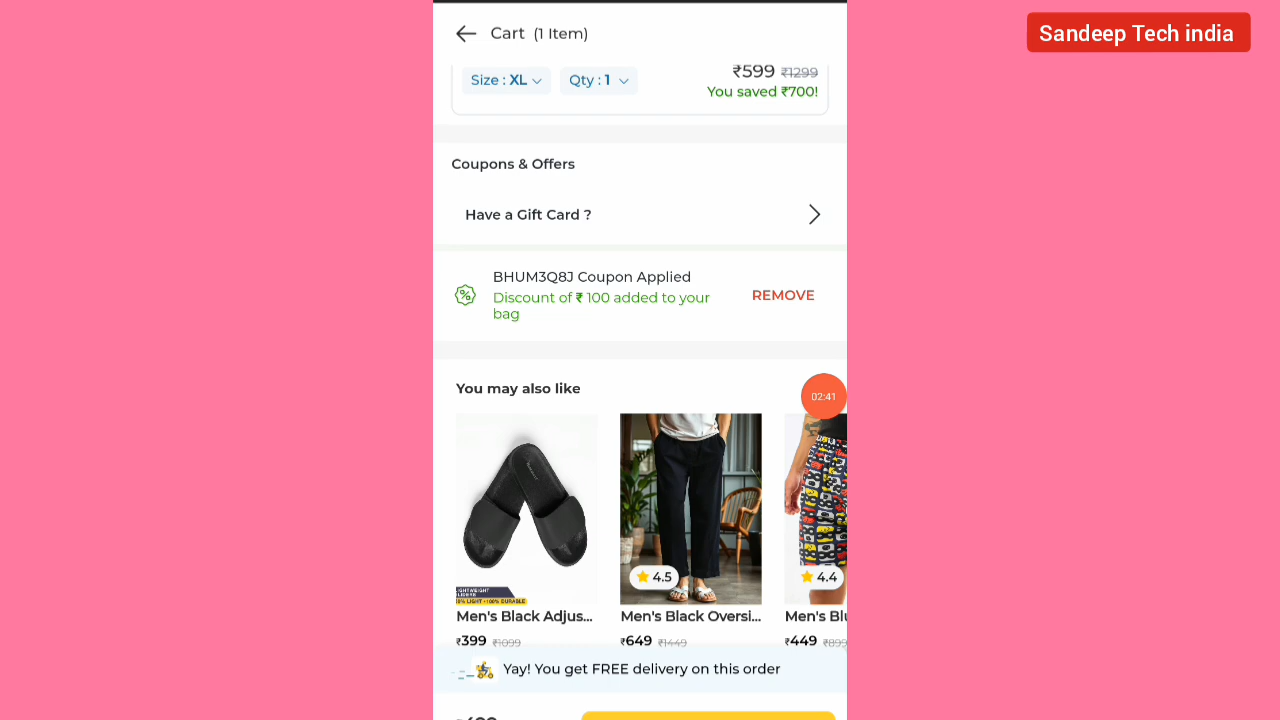 Sandeep Tech india
Cart (1 Item)
Size : XL
Qty : 1
₹599 ₹1299
You saved ₹700!
Coupons & Offers
Have a Gift Card ?
BHUM3Q8J Coupon Applied
Discount of ₹ 100 added to your
bag
REMOVE
You may also like
02:41
4.5
4.4
Men's Black Adjus...
Men's Black Oversi...
Men's Bl
₹399 ₹1099
₹649 ₹1449
₹449 ₹899
Yay! You get FREE delivery on this order